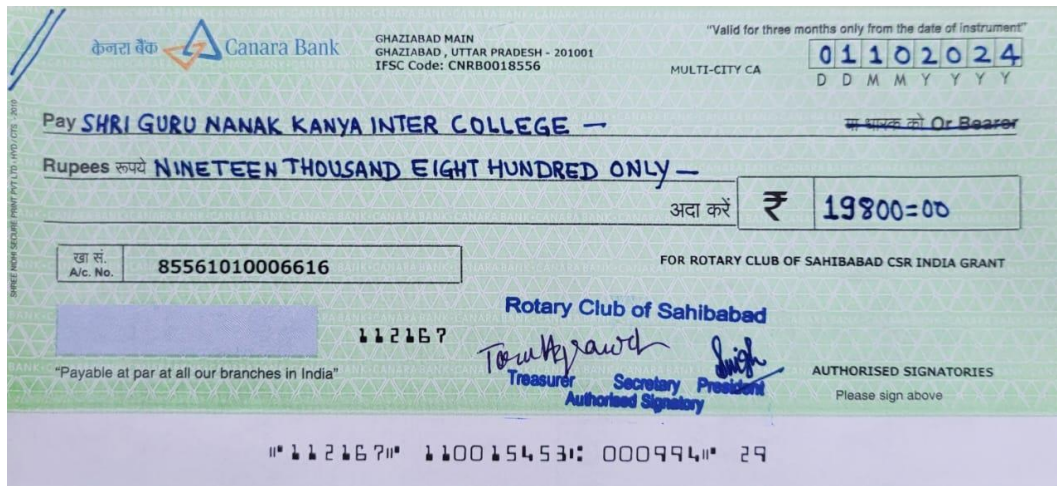 "Valid for three months only from the date of instrument"
केनरा बैंक Canara Bank
GHAZIABAD MAIN
GHAZIABAD , UTTAR PRADESH - 201001
IFSC Code: CNRB0018556
MULTI-CITY CA
0 1 1 0 2 0 2 4
D D M M Y Y Y Y
Pay SHRI GURU NANAK KANYA INTER COLLEGE —
या धारक को Or Bearer
Rupees रूपये NINETEEN THOUSAND EIGHT HUNDRED ONLY —
अदा करें ₹ 19800=00
खा सं.
A/c. No. 85561010006616
FOR ROTARY CLUB OF SAHIBABAD CSR INDIA GRANT
Rotary Club of Sahibabad
112167
Treasurer Secretary President
Authorised Signatory
"Payable at par at all our branches in India"
AUTHORISED SIGNATORIES
Please sign above
⑈112167⑈ 110015453⑆ 000994⑈ 29